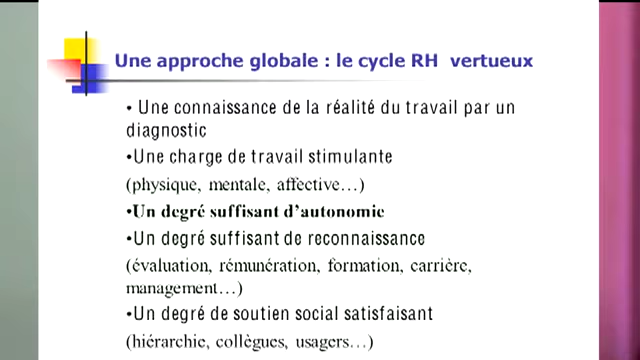 Une approche globale : le cycle RH vertueux
• Une connaissance de la réalité du travail par un
diagnostic
•Une charge de travail stimulante
(physique, mentale, affective…)
•Un degré suffisant d’autonomie
•Un degré suffisant de reconnaissance
(évaluation, rémunération, formation, carrière,
management…)
•Un degré de soutien social satisfaisant
(hiérarchie, collègues, usagers…)